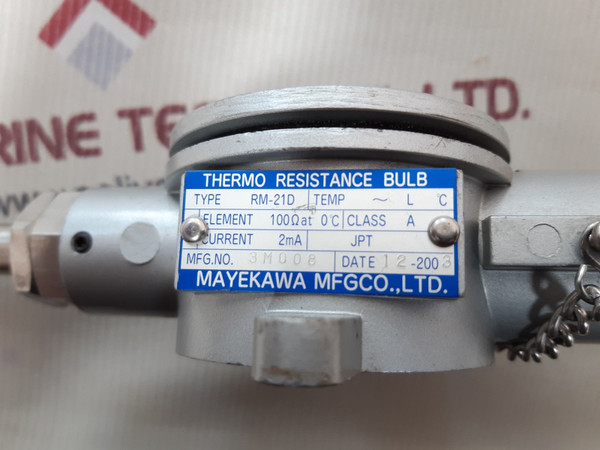 RINE TE LTD.
THERMO RESISTANCE BULB
TYPE RM-21D TEMP ~ L °C
ELEMENT 100Ω at 0°C CLASS A
CURRENT 2mA JPT
MFG.NO. 3M008 DATE 12-2003
MAYEKAWA MFGCO.,LTD.